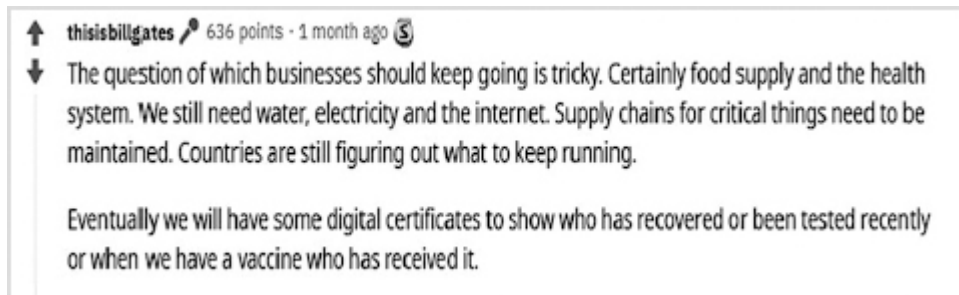 thisisbillgates 636 points · 1 month ago S
The question of which businesses should keep going is tricky. Certainly food supply and the health
system. We still need water, electricity and the internet. Supply chains for critical things need to be
maintained. Countries are still figuring out what to keep running.
Eventually we will have some digital certificates to show who has recovered or been tested recently
or when we have a vaccine who has received it.